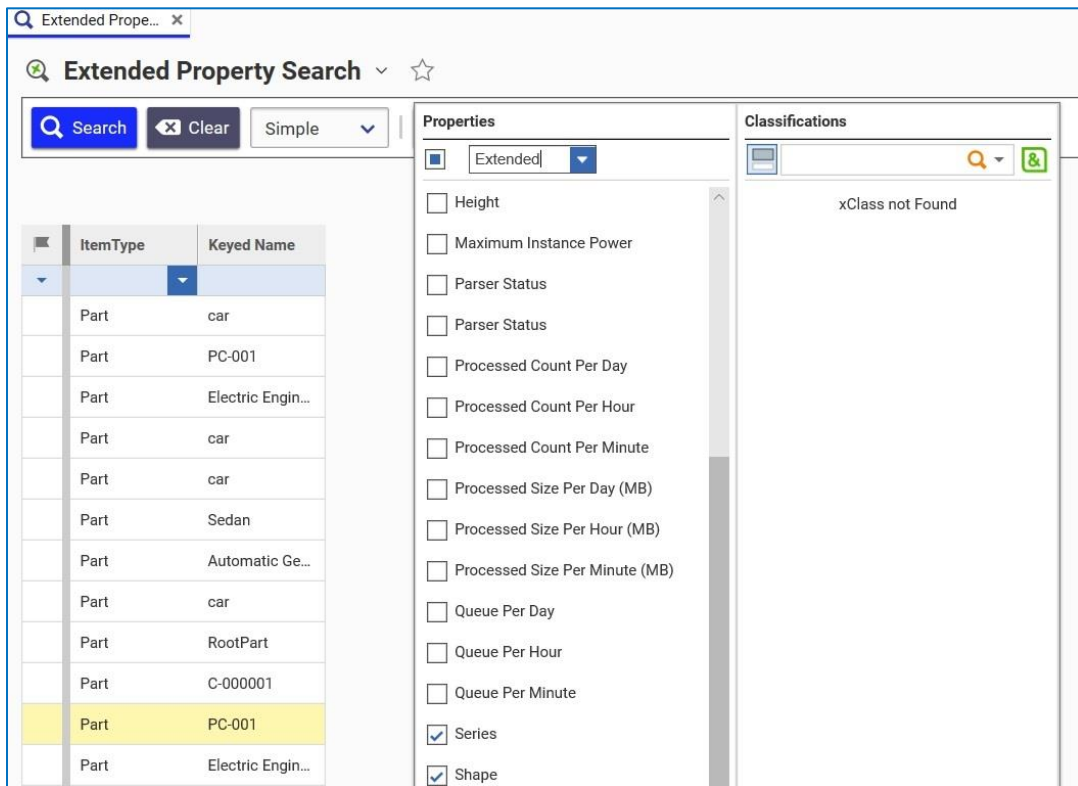 Extended Prope...
Extended Property Search
Search
Clear
Simple
Properties
Extended
Height
Maximum Instance Power
Parser Status
Parser Status
Processed Count Per Day
Processed Count Per Hour
Processed Count Per Minute
Processed Size Per Day (MB)
Processed Size Per Hour (MB)
Processed Size Per Minute (MB)
Queue Per Day
Queue Per Hour
Queue Per Minute
Series
Shape
Classifications
&
xClass not Found
ItemType Keyed Name
Part car
Part PC-001
Part Electric Engin...
Part car
Part car
Part Sedan
Part Automatic Ge...
Part car
Part RootPart
Part C-000001
Part PC-001
Part Electric Engin...